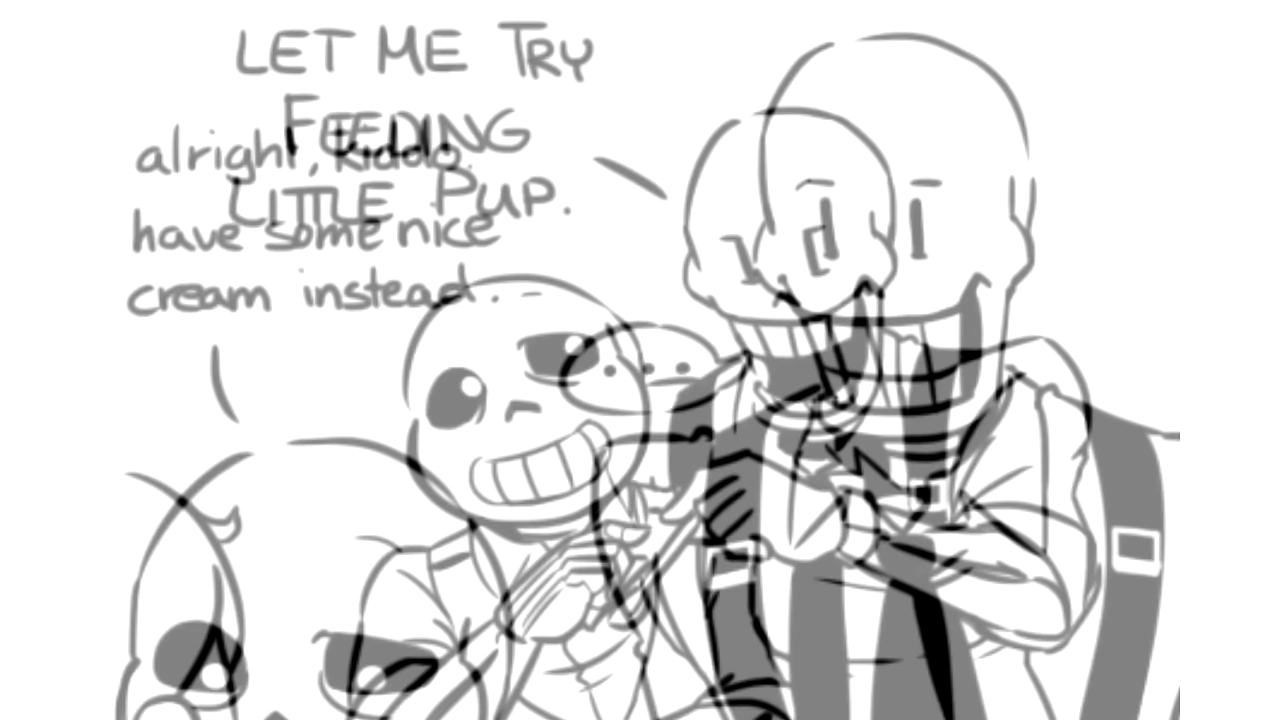 LET ME TRY
FEEDING
LITTLE PUP.
alright, kiddo.
have some nice
cream instead.